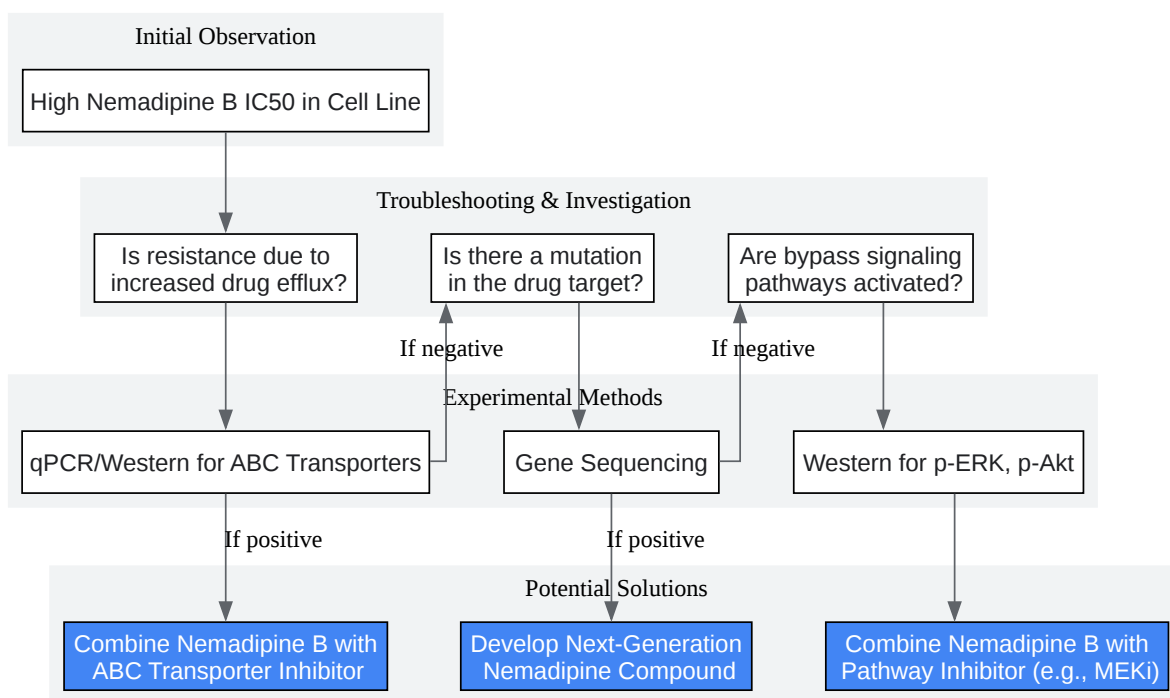 Initial Observation
High Nemadipine B IC50 in Cell Line
Troubleshooting & Investigation
Is resistance due to
increased drug efflux?
Is there a mutation
in the drug target?
Are bypass signaling
pathways activated?
If negative
If negative
Experimental Methods
qPCR/Western for ABC Transporters
Gene Sequencing
Western for p-ERK, p-Akt
If positive
If positive
Potential Solutions
Combine Nemadipine B with
ABC Transporter Inhibitor
Develop Next-Generation
Nemadipine Compound
Combine Nemadipine B with
Pathway Inhibitor (e.g., MEKi)